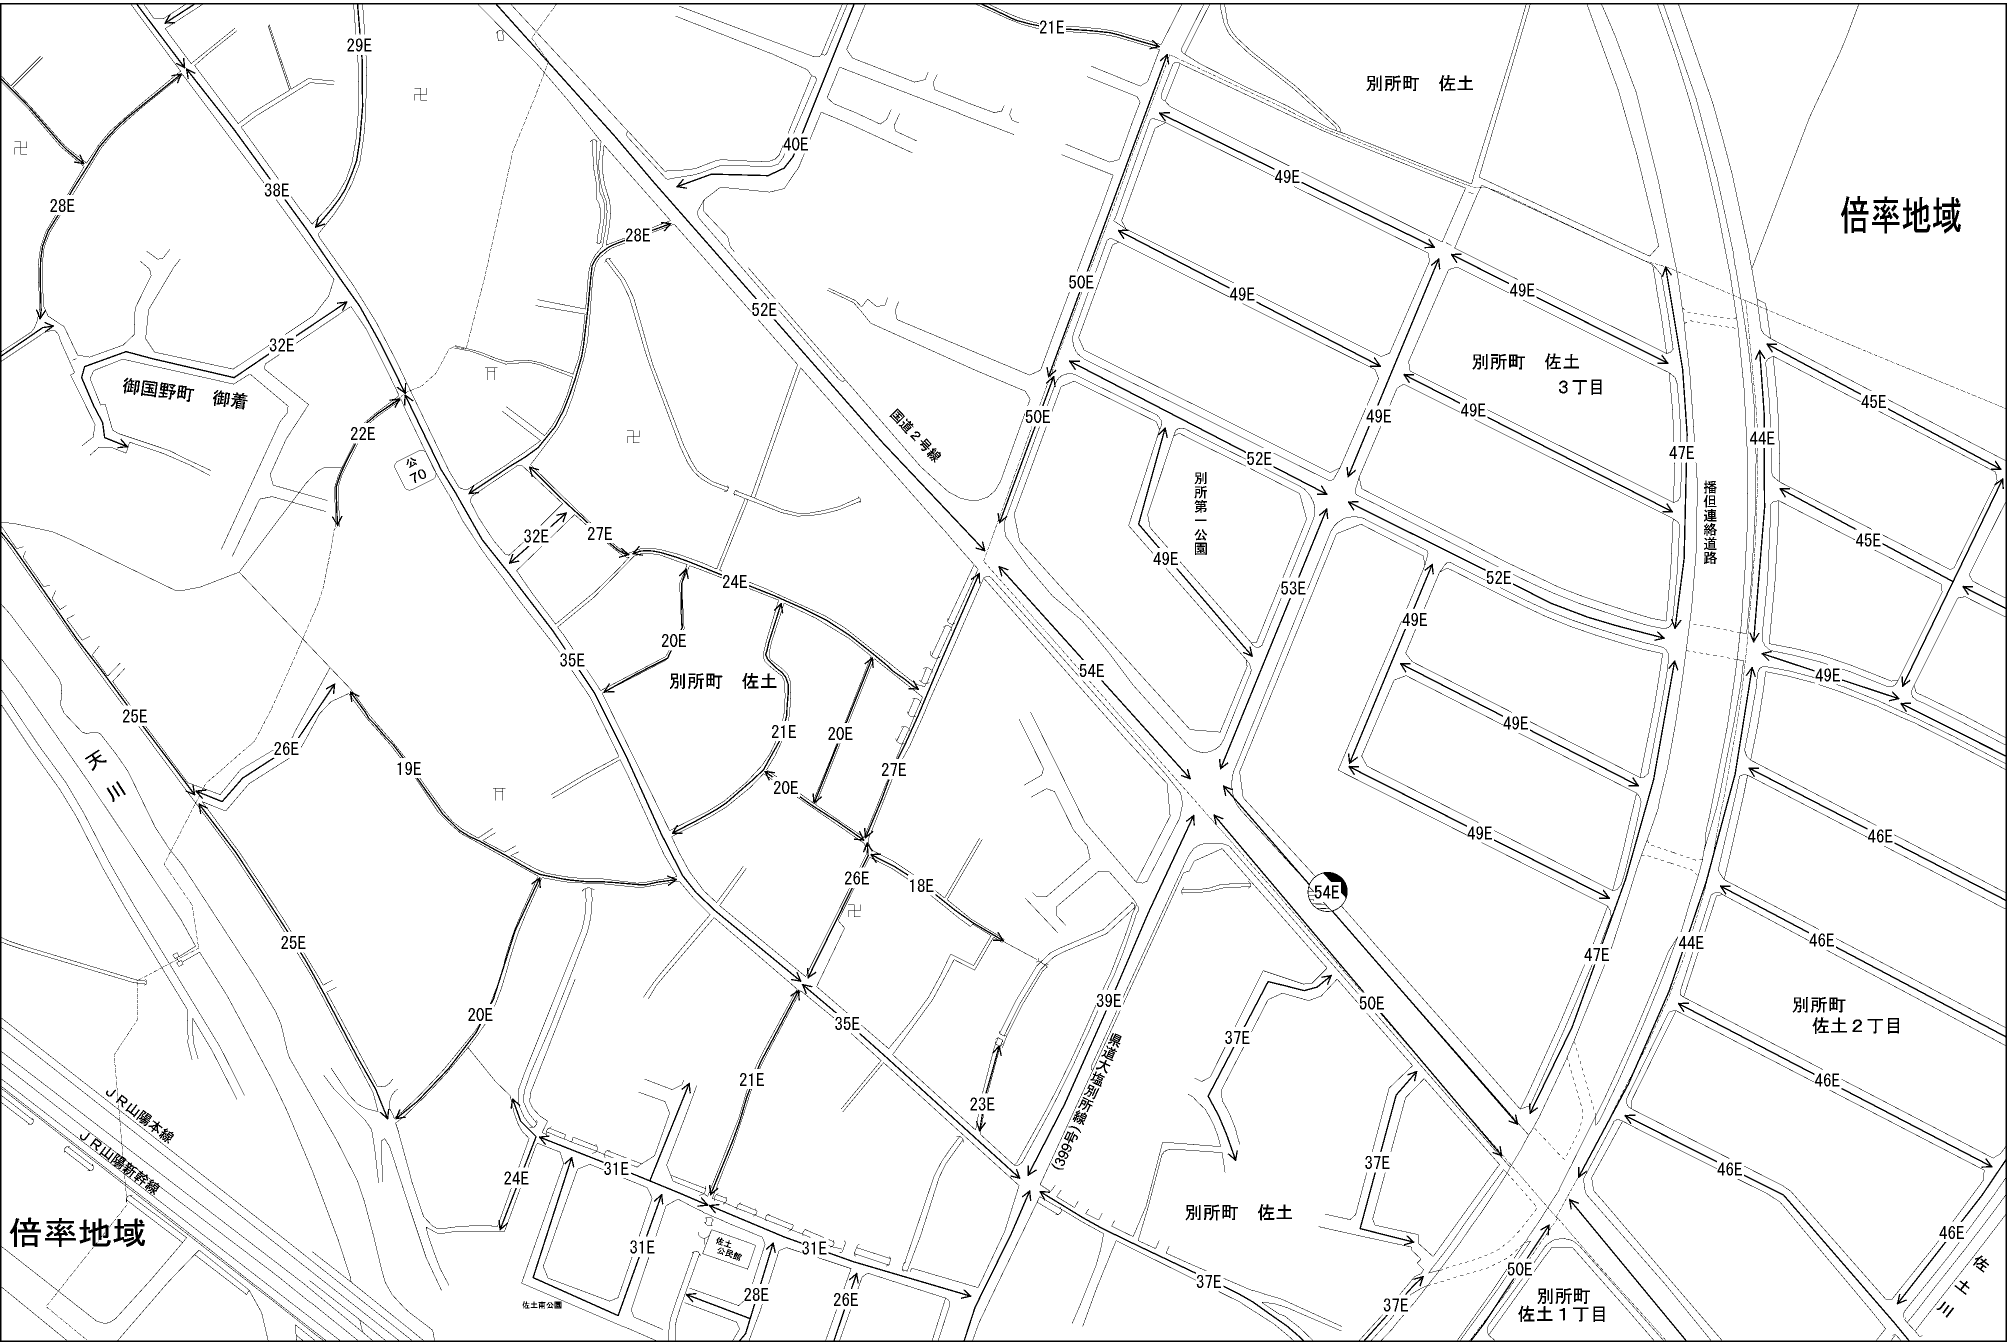 29E
21E
別所町 佐土
40E
28E
38E
49E
倍率地域
28E
50E
49E
49E
52E
32E
別所町 佐土
3丁目
御国野町 御着
49E
45E
国道2号線
22E
50E
49E
44E
47E
52E
公
70
別所第一公園
播但連絡道路
32E
27E
45E
49E
24E
52E
53E
49E
20E
35E
54E
別所町 佐土
49E
25E
49E
26E
21E
20E
天川
19E
27E
20E
49E
46E
26E
18E
54E
25E
46E
44E
47E
39E
50E
別所町
佐土2丁目
20E
35E
37E
県道大塩別所線
(399号)
21E
46E
23E
JR山陽本線
JR山陽新幹線
31E
24E
37E
46E
別所町 佐土
倍率地域
佐土
公民館
31E
31E
46E
佐土川
50E
37E
28E
26E
37E
佐土南公園
別所町
佐土1丁目